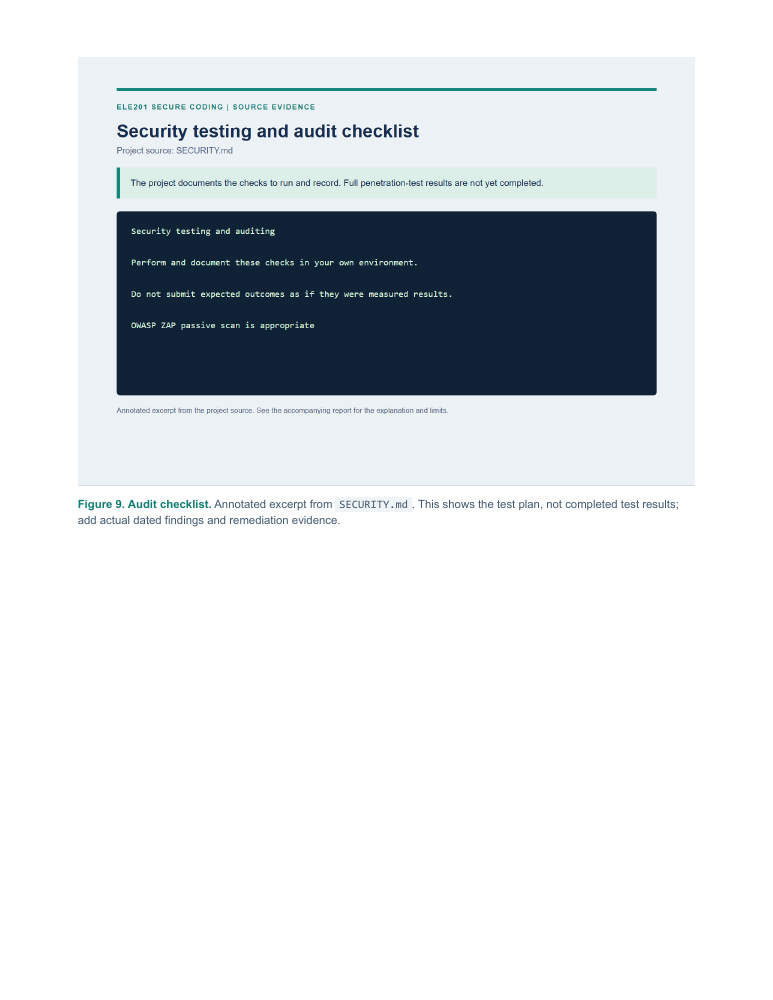 ELE201 SECURE CODING | SOURCE EVIDENCE
Security testing and audit checklist
Project source: SECURITY.md
The project documents the checks to run and record. Full penetration-test results are not yet completed.
Security testing and auditing
Perform and document these checks in your own environment.
Do not submit expected outcomes as if they were measured results.
OWASP ZAP passive scan is appropriate
Annotated excerpt from the project source. See the accompanying report for the explanation and limits.
Figure 9. Audit checklist. Annotated excerpt from SECURITY.md . This shows the test plan, not completed test results;
add actual dated findings and remediation evidence.